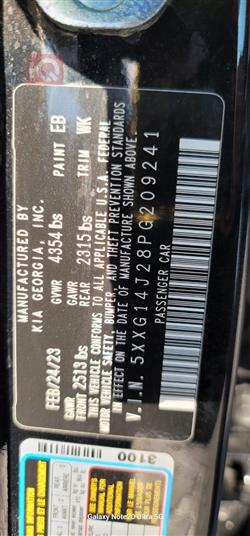 MANUFACTURED BY
KIA GEORGIA, INC.
FEB/24/23 GVWR 4354 lbs PAINT EB
GAWR FRONT 2513 lbs GAWR REAR 2315 lbs TRIM WK
THIS VEHICLE CONFORMS TO ALL APPLICABLE U.S.A. FEDERAL
MOTOR VEHICLE SAFETY, BUMPER, AND THEFT PREVENTION STANDARDS
IN EFFECT ON THE DATE OF MANUFACTURE SHOWN ABOVE.
V.I.N. 5XXG14J28PG209241
PASSENGER CAR
3100
Galaxy Note20 Ultra 5G